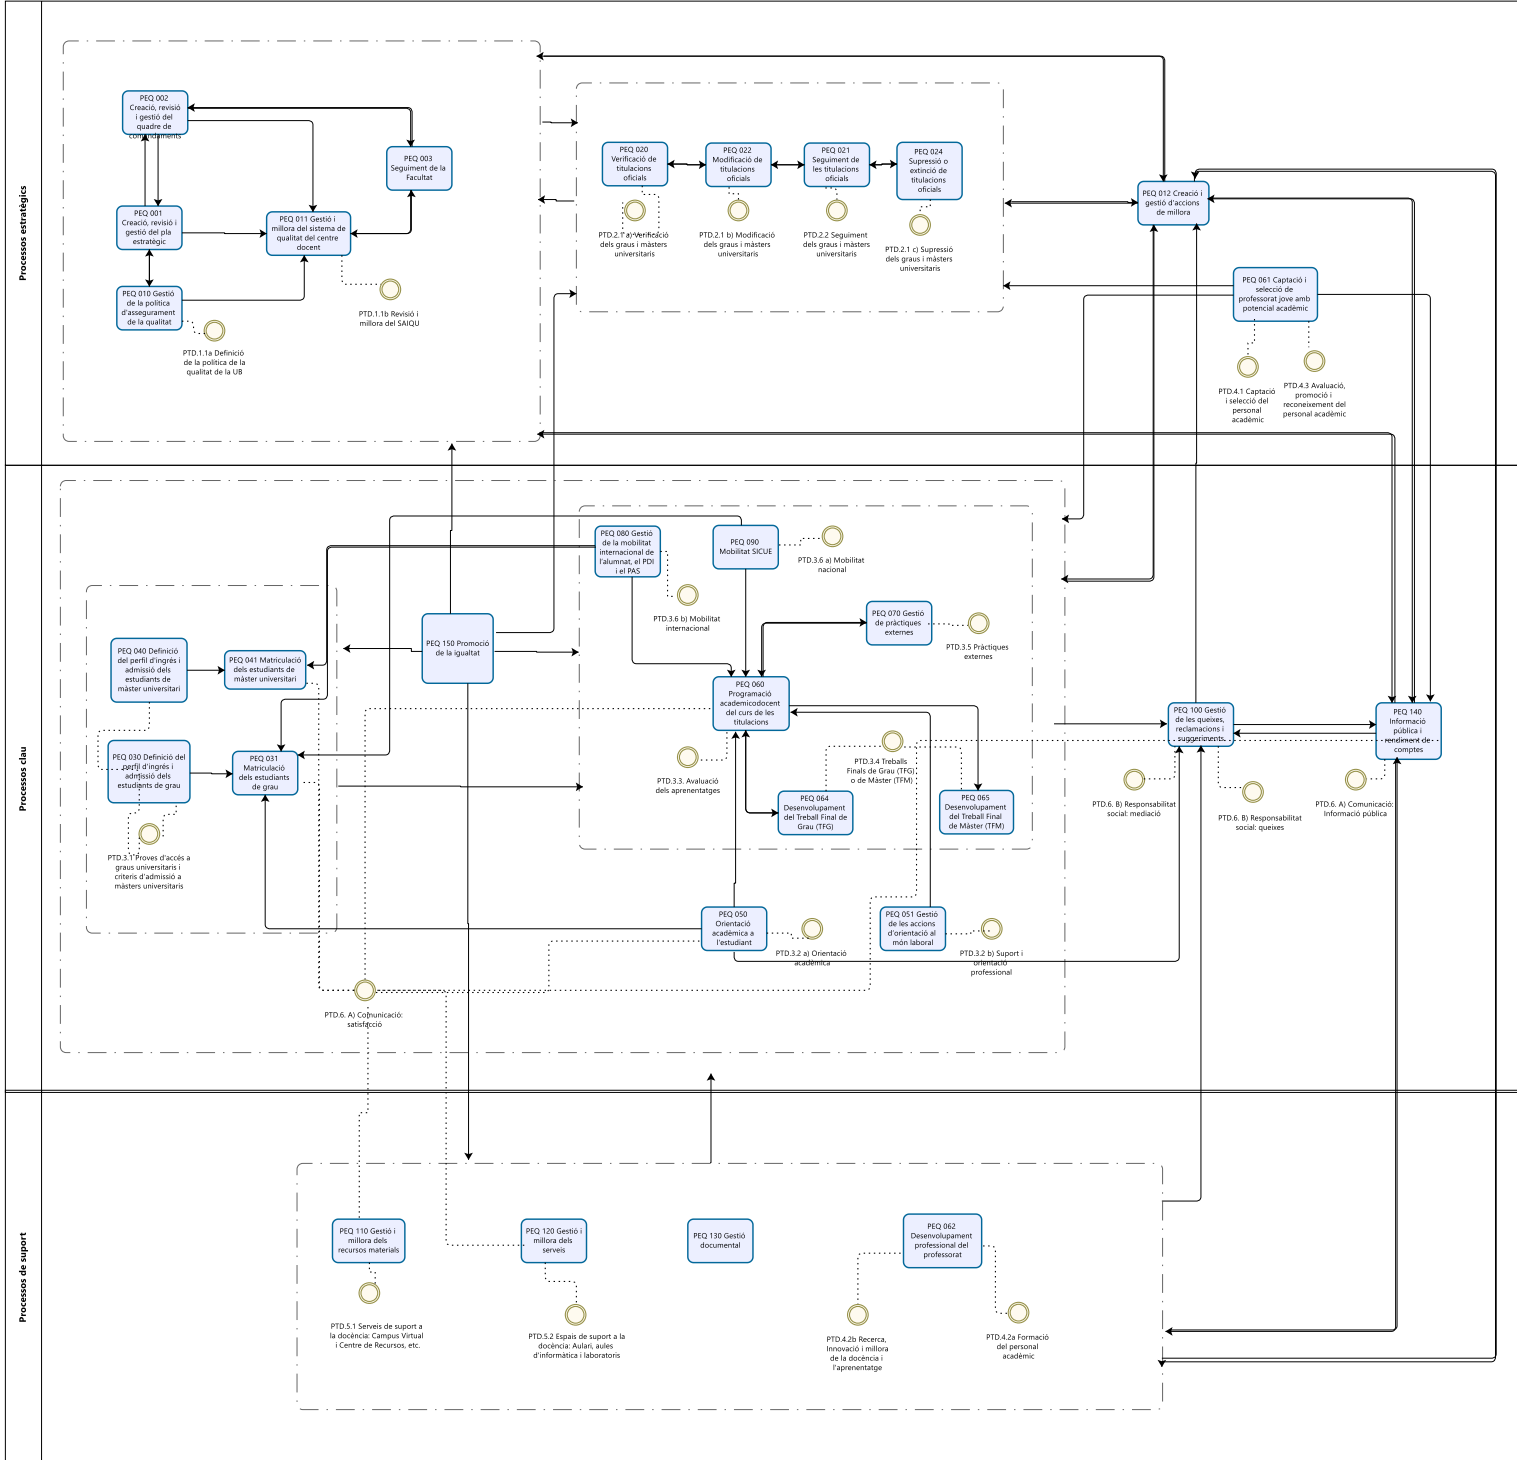 Processos estratègics
PEQ 002
Creació, revisió
i gestió del
quadre de
comandaments
PEQ 003
Seguiment de la
Facultat
PEQ 001
Creació, revisió i
gestió del pla
estratègic
PEQ 011 Gestió i
millora del sistema de
qualitat del centre
docent
PEQ 010 Gestió
de la política
d'assegurament
de la qualitat
PTD.1.1b Revisió i
millora del SAIQU
PTD.1.1a Definició
de la política de la
qualitat de la UB
PEQ 020
Verificació de
titulacions
oficials
PEQ 022
Modificació de
titulacions
oficials
PEQ 021
Seguiment de
les titulacions
oficials
PEQ 024
Supressió o
extinció de
titulacions
oficials
PTD.2.1 a) Verificació
dels graus i màsters
universitaris
PTD.2.1 b) Modificació
dels graus i màsters
universitaris
PTD.2.2 Seguiment
dels graus i màsters
universitaris
PTD.2.1 c) Supressió
dels graus i màsters
universitaris
PEQ 012 Creació i
gestió d'accions
de millora
PEQ 061 Captació i
selecció de
professorat jove amb
potencial acadèmic
PTD.4.1 Captació
i selecció del
personal
acadèmic
PTD.4.3 Avaluació,
promoció i
reconeixement del
personal acadèmic
Processos clau
PEQ 080 Gestió
de la mobilitat
internacional de
l'alumnat, el PDI
i el PAS
PEQ 090
Mobilitat SICUE
PTD.3.6 a) Mobilitat
nacional
PTD.3.6 b) Mobilitat
internacional
PEQ 070 Gestió
de pràctiques
externes
PTD.3.5 Pràctiques
externes
PEQ 150 Promoció
de la igualtat
PEQ 040 Definició
del perfil d'ingrés i
admissió dels
estudiants de
màster universitari
PEQ 041 Matriculació
dels estudiants de
màster universitari
PEQ 060
Programació
academicodocent
del curs de les
titulacions
PEQ 030 Definició del
perfil d'ingrés i
admissió dels
estudiants de grau
PEQ 031
Matriculació
dels estudiants
de grau
PTD.3.3. Avaluació
dels aprenentatges
PTD.3.4 Treballs
Finals de Grau (TFG)
o de Màster (TFM)
PEQ 064
Desenvolupament
del Treball Final de
Grau (TFG)
PEQ 065
Desenvolupament
del Treball Final
de Màster (TFM)
PTD.3.1 Proves d'accés a
graus universitaris i
criteris d'admissió a
màsters universitaris
PEQ 050
Orientació
acadèmica a
l'estudiant
PTD.3.2 a) Orientació
acadèmica
PEQ 051 Gestió
de les accions
d'orientació al
món laboral
PTD.3.2 b) Suport i
orientació
professional
PTD.6. A) Comunicació:
satisfacció
PEQ 100 Gestió
de les queixes,
reclamacions i
suggeriments
PEQ 140
Informació
pública i
rendiment de
comptes
PTD.6. B) Responsabilitat
social: mediació
PTD.6. B) Responsabilitat
social: queixes
PTD.6. A) Comunicació:
Informació pública
Processos de suport
PEQ 110 Gestió i
millora dels
recursos materials
PEQ 120 Gestió i
millora dels
serveis
PEQ 130 Gestió
documental
PEQ 062
Desenvolupament
professional del
professorat
PTD.5.1 Serveis de suport a
la docència: Campus Virtual
i Centre de Recursos, etc.
PTD.5.2 Espais de suport a la
docència: Aulari, aules
d'informàtica i laboratoris
PTD.4.2b Recerca,
Innovació i millora
de la docència i
l'aprenentatge
PTD.4.2a Formació
del personal
acadèmic